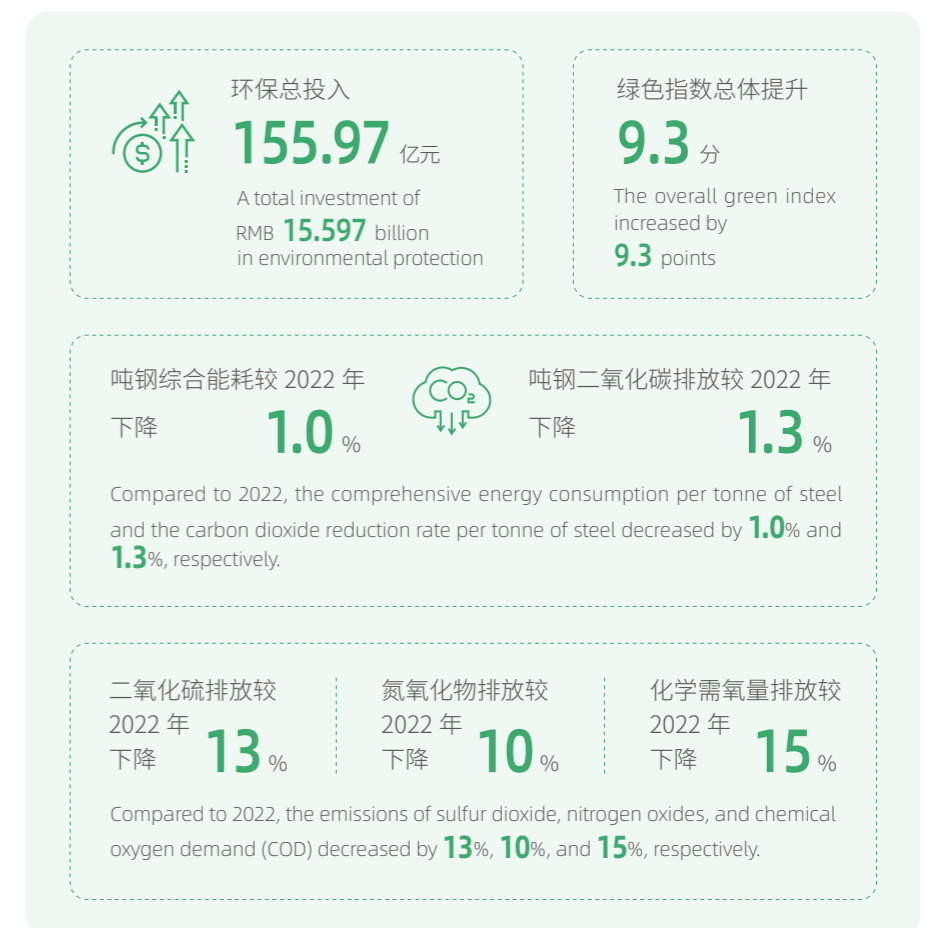 环保总投入
155.97 亿元
A total investment of
RMB 15.597 billion
in environmental protection
绿色指数总体提升
9.3 分
The overall green index
increased by
9.3 points
吨钢综合能耗较 2022 年
下降 1.0 %
CO₂
吨钢二氧化碳排放较 2022 年
下降 1.3 %
Compared to 2022, the comprehensive energy consumption per tonne of steel
and the carbon dioxide reduction rate per tonne of steel decreased by 1.0% and
1.3%, respectively.
二氧化硫排放较
2022 年
下降 13 %
氮氧化物排放较
2022 年
下降 10 %
化学需氧量排放较
2022 年
下降 15 %
Compared to 2022, the emissions of sulfur dioxide, nitrogen oxides, and chemical
oxygen demand (COD) decreased by 13%, 10%, and 15%, respectively.